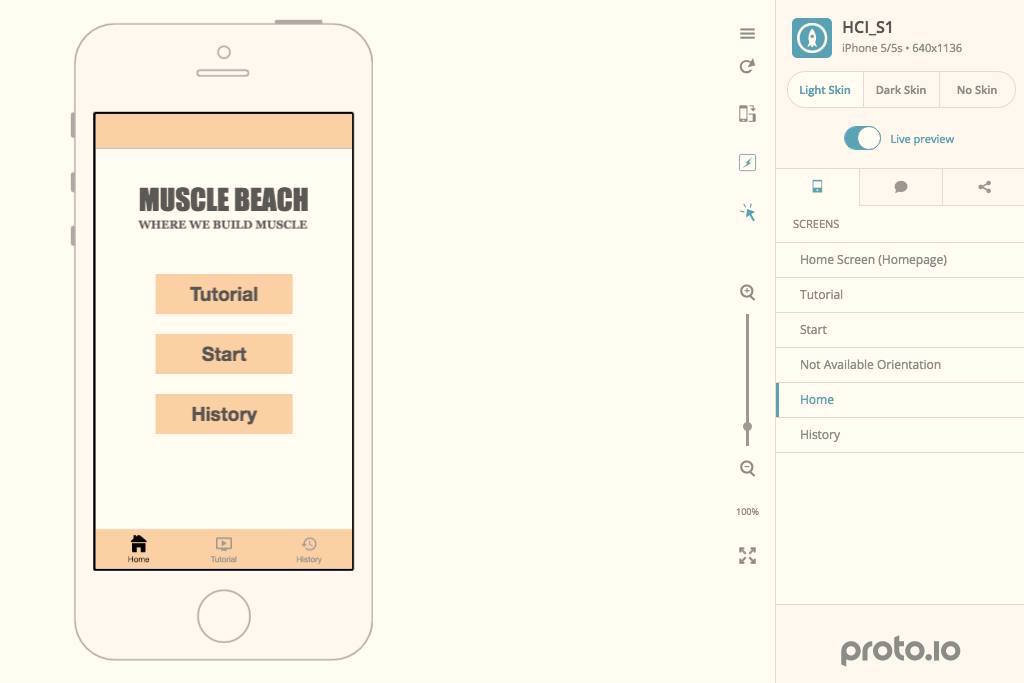 MUSCLE BEACH
WHERE WE BUILD MUSCLE
Tutorial
Start
History
Home Tutorial History
100%
HCI_S1
iPhone 5/5s • 640x1136
Light Skin Dark Skin No Skin
Live preview
SCREENS
Home Screen (Homepage)
Tutorial
Start
Not Available Orientation
Home
History
proto.io